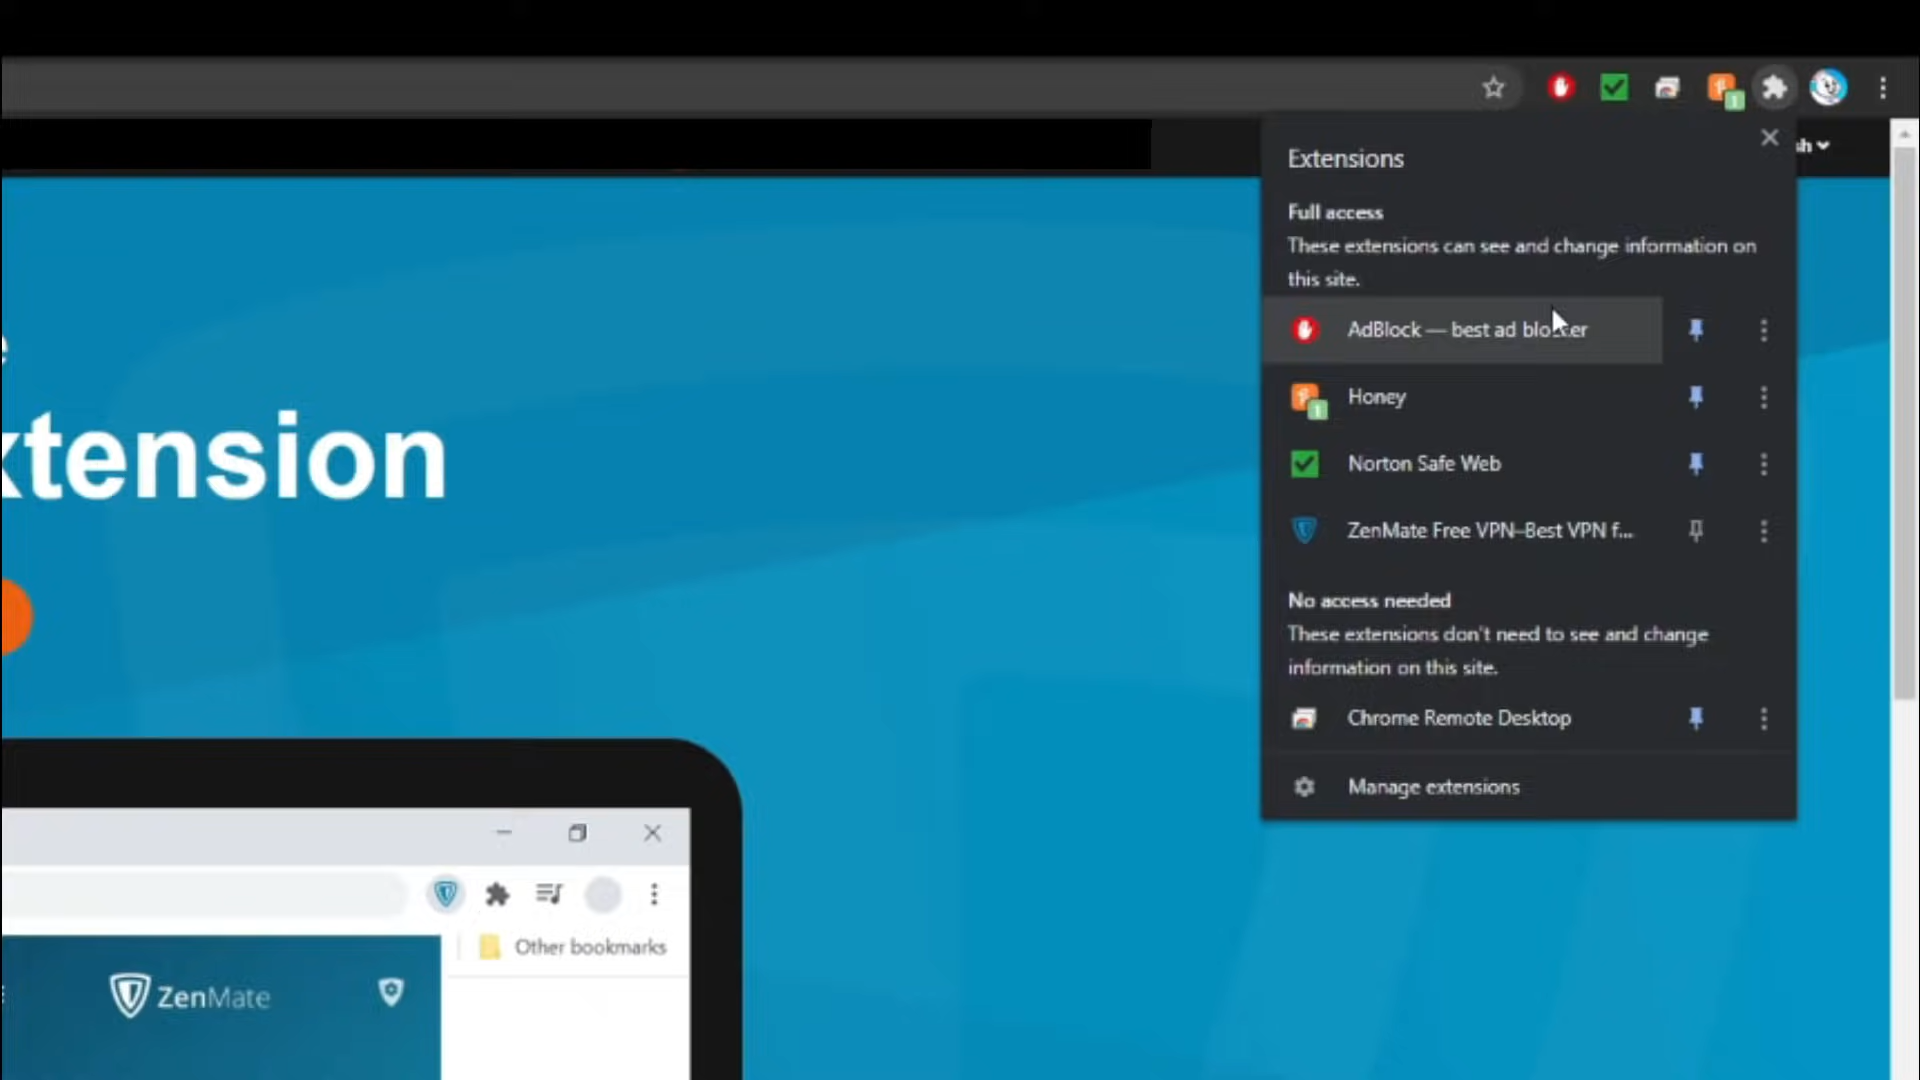 Extensions
Full access
These extensions can see and change information on
this site.
AdBlock — best ad blocker
Honey
1
Norton Safe Web
ZenMate Free VPN–Best VPN f...
No access needed
These extensions don't need to see and change
information on this site.
Chrome Remote Desktop
Manage extensions
xtension
Other bookmarks
ZenMate